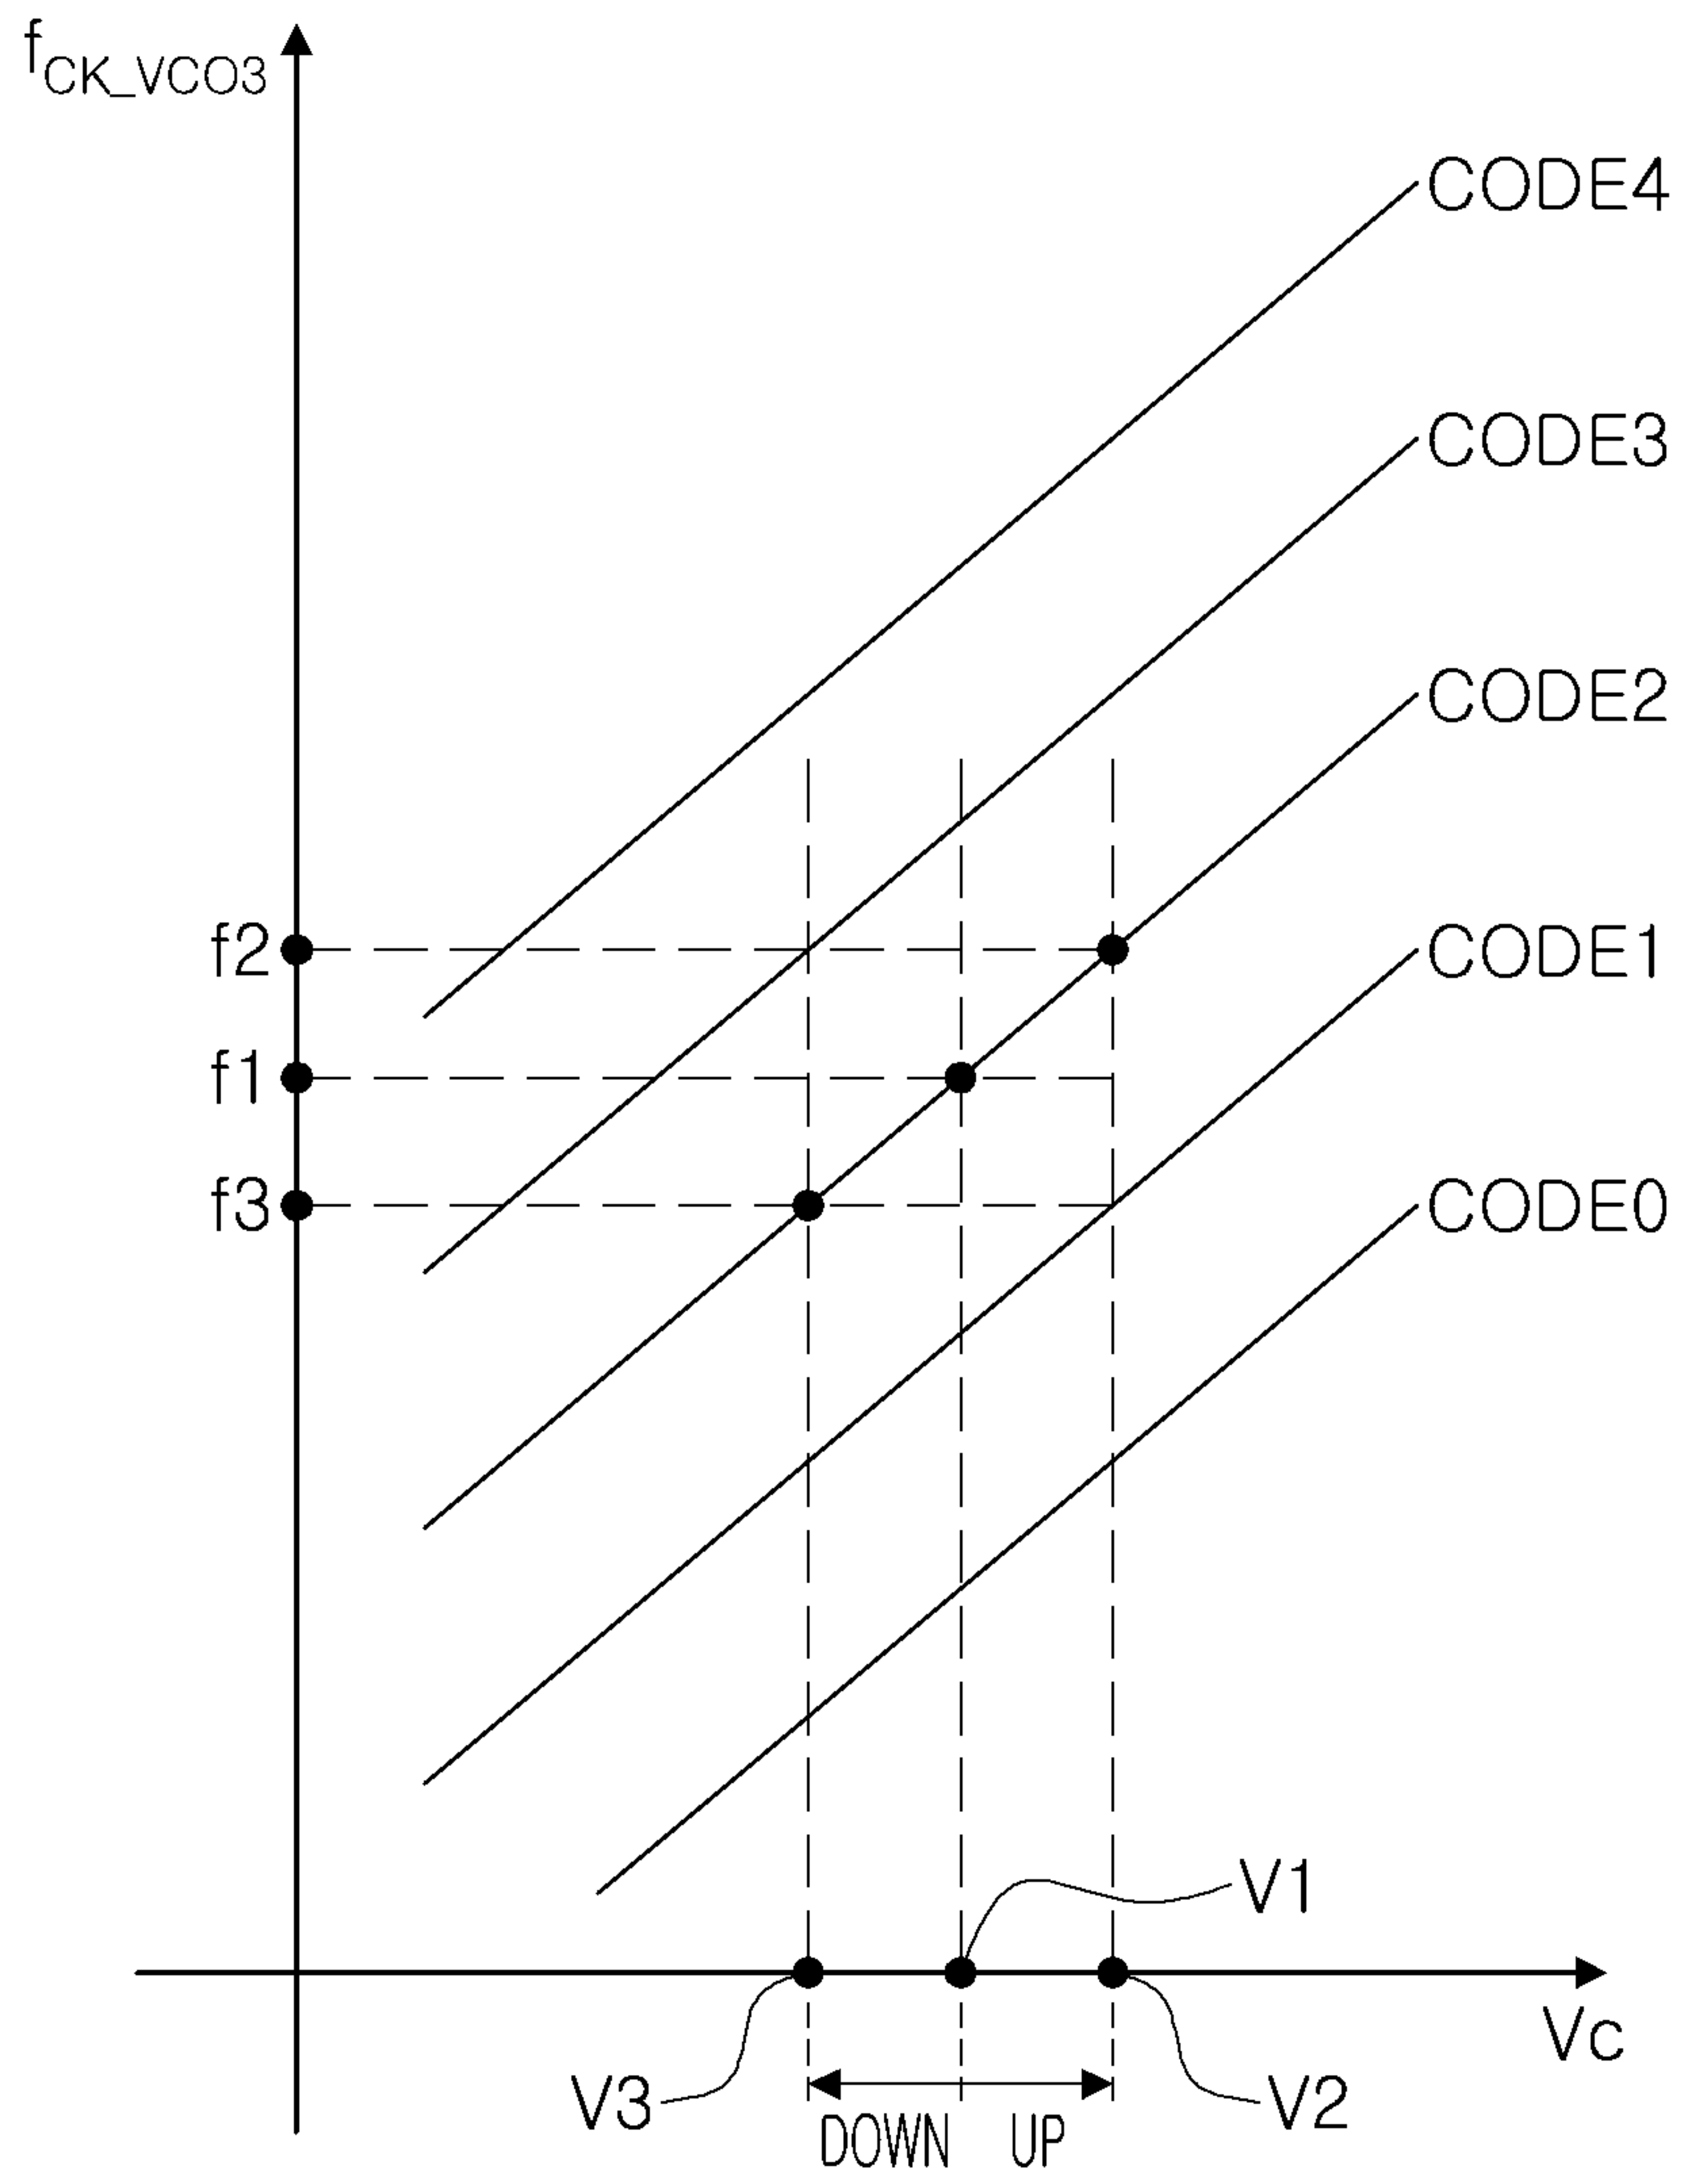 fCK_VCO3
CODE4
CODE3
CODE2
f2
CODE1
f1
f3
CODE0
V1
Vc
V3
V2
DOWN UP